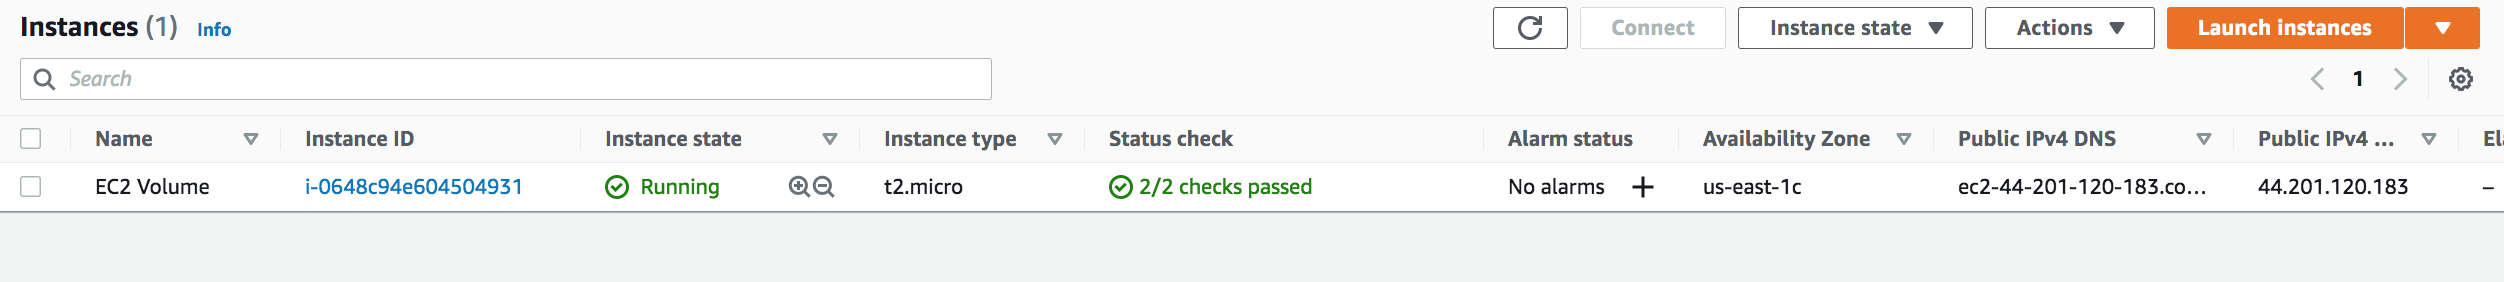 Instances (1) Info Connect Instance state Actions Launch instances
Search 1
Name Instance ID Instance state Instance type Status check Alarm status Availability Zone Public IPv4 DNS Public IPv4 ... Ela
EC2 Volume i-0648c94e604504931 Running t2.micro 2/2 checks passed No alarms + us-east-1c ec2-44-201-120-183.co... 44.201.120.183 –